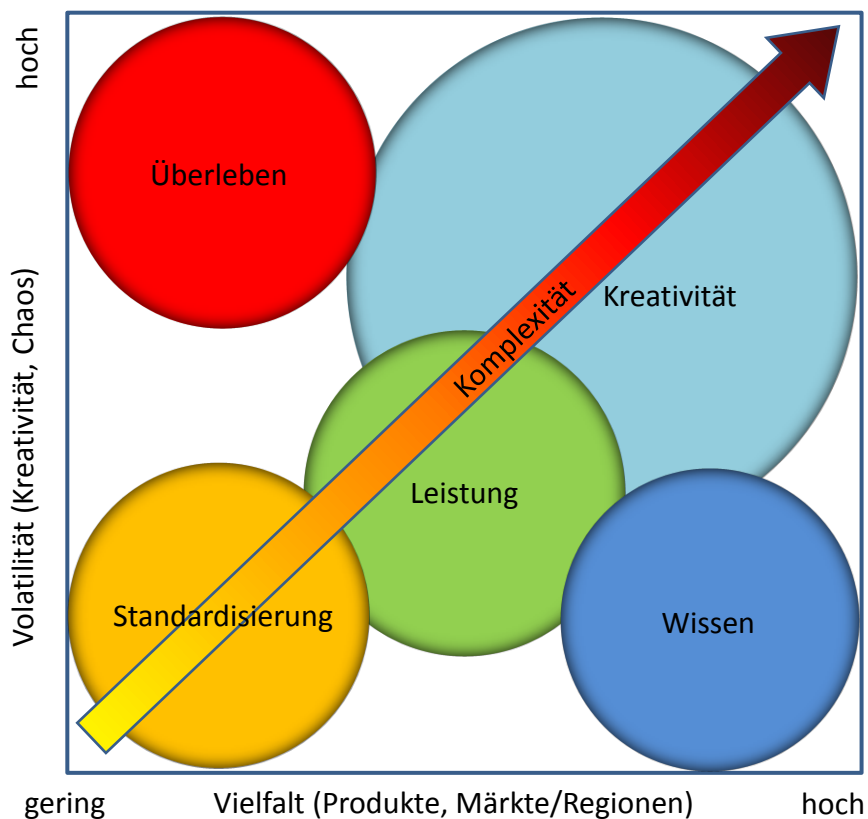 hoch
Überleben
Kreativität
Komplexität
Leistung
Standardisierung
Wissen
Volatilität (Kreativität, Chaos)
gering
Vielfalt (Produkte, Märkte/Regionen)
hoch